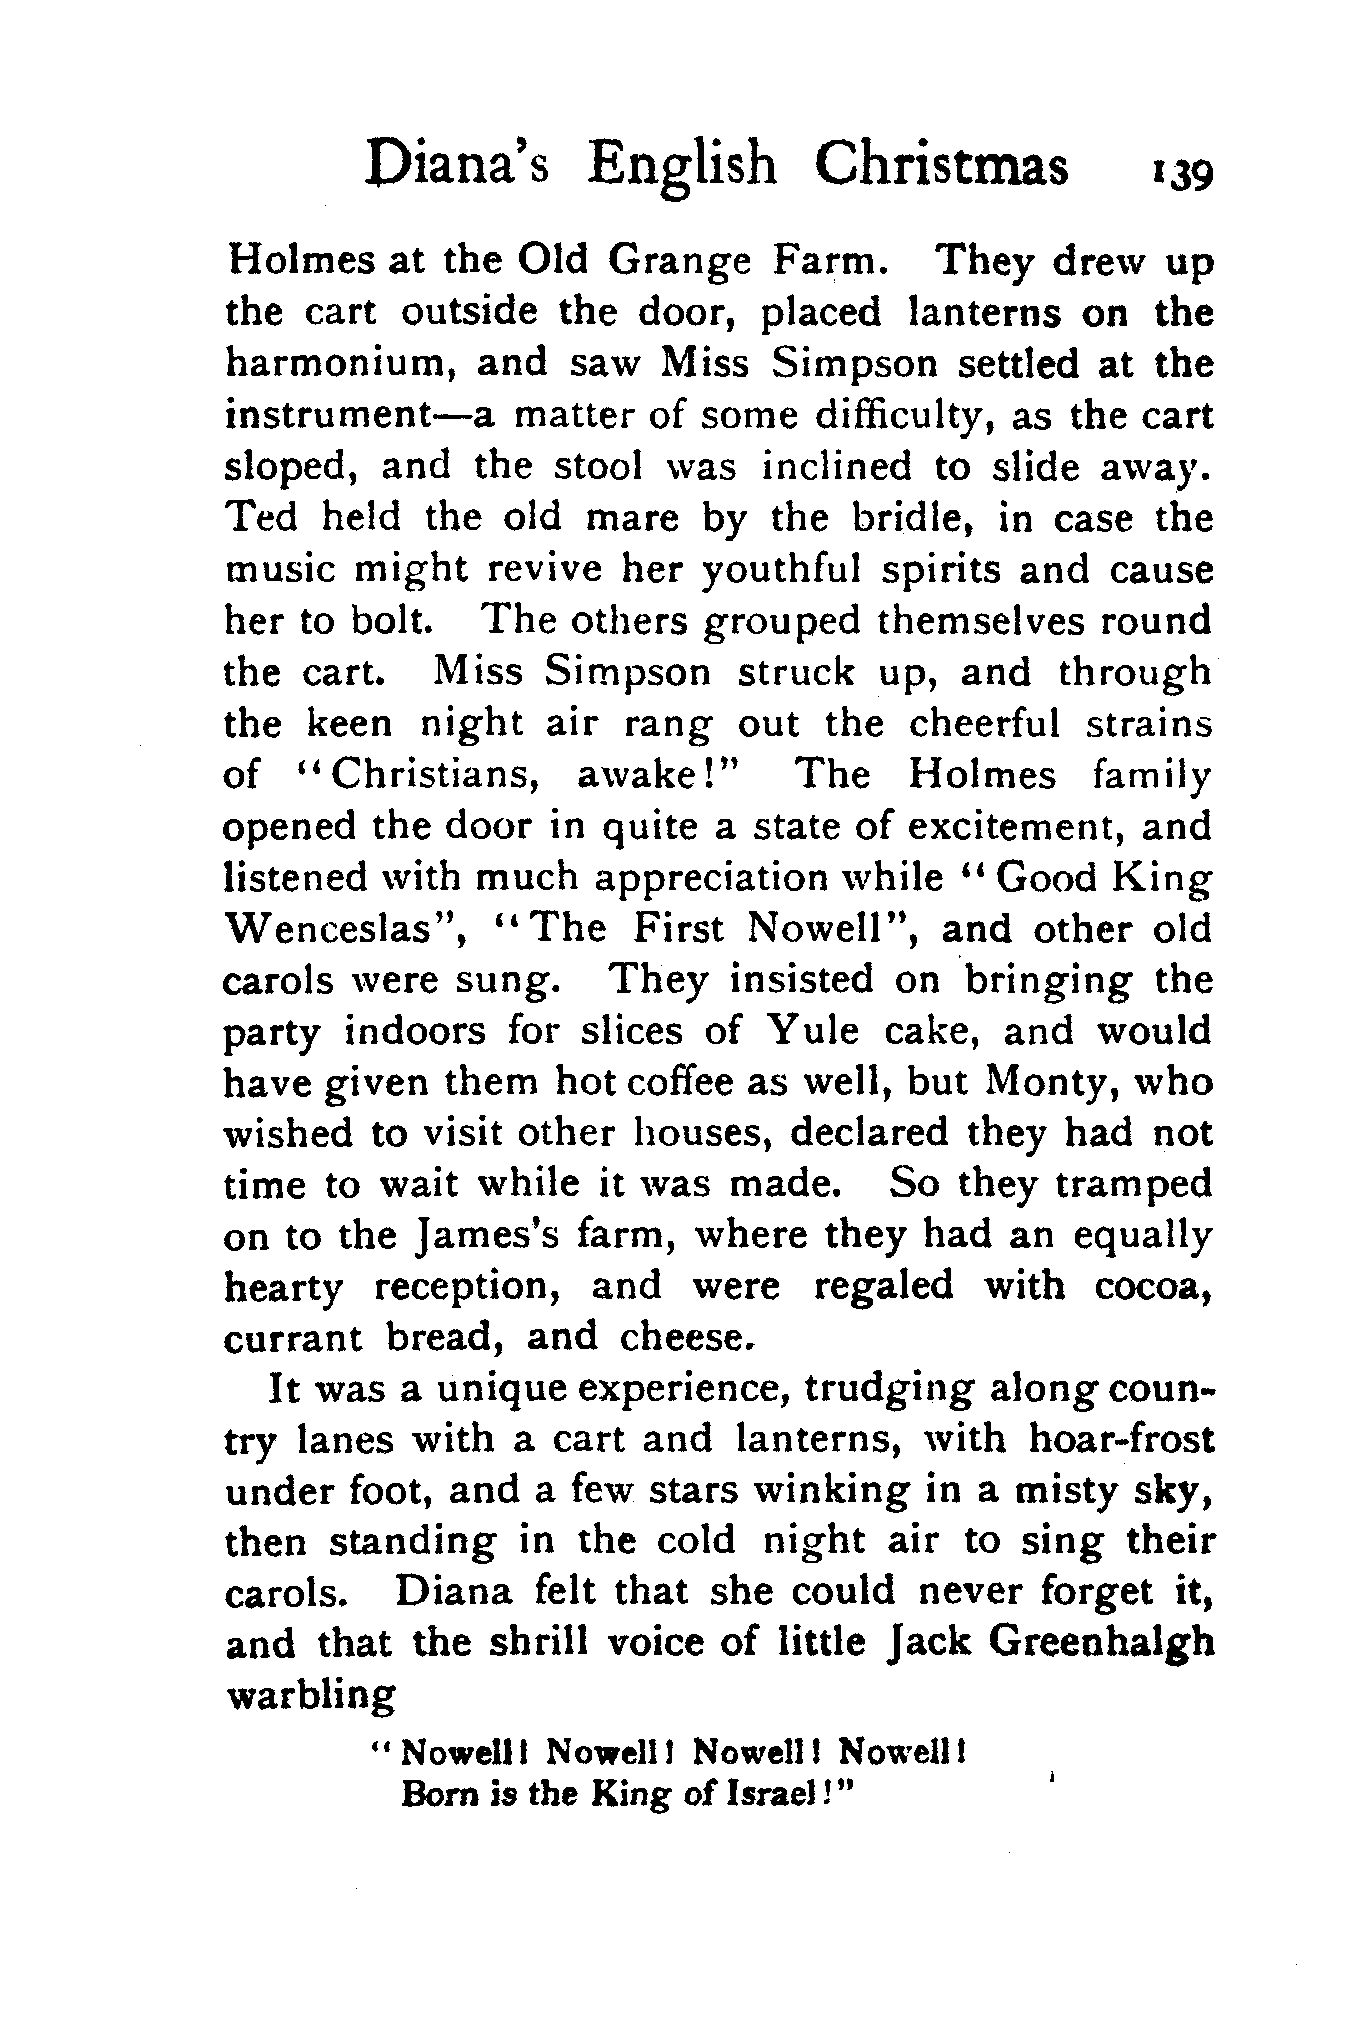 Diana's English Christmas 139
Holmes at the Old Grange Farm. They drew up
the cart outside the door, placed lanterns on the
harmonium, and saw Miss Simpson settled at the
instrument—a matter of some difficulty, as the cart
sloped, and the stool was inclined to slide away.
Ted held the old mare by the bridle, in case the
music might revive her youthful spirits and cause
her to bolt. The others grouped themselves round
the cart. Miss Simpson struck up, and through
the keen night air rang out the cheerful strains
of “Christians, awake!” The Holmes family
opened the door in quite a state of excitement, and
listened with much appreciation while “Good King
Wenceslas”, “The First Nowell”, and other old
carols were sung. They insisted on bringing the
party indoors for slices of Yule cake, and would
have given them hot coffee as well, but Monty, who
wished to visit other houses, declared they had not
time to wait while it was made. So they tramped
on to the James's farm, where they had an equally
hearty reception, and were regaled with cocoa,
currant bread, and cheese.
It was a unique experience, trudging along coun-
try lanes with a cart and lanterns, with hoar-frost
under foot, and a few stars winking in a misty sky,
then standing in the cold night air to sing their
carols. Diana felt that she could never forget it,
and that the shrill voice of little Jack Greenhalgh
warbling
“Nowell! Nowell! Nowell! Nowell!
Born is the King of Israel!”